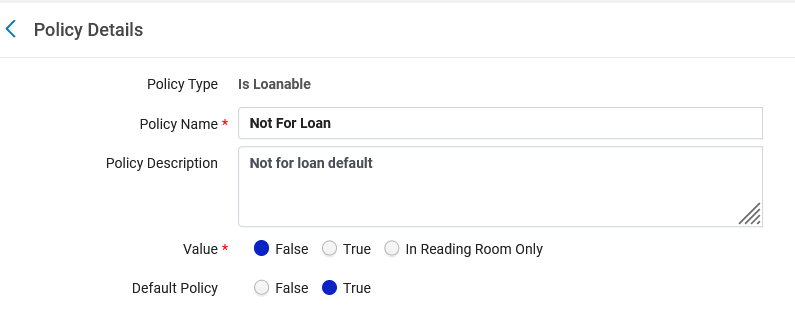 Policy Details
Policy Type Is Loanable
Policy Name * Not For Loan
Policy Description Not for loan default
Value * False True In Reading Room Only
Default Policy False True